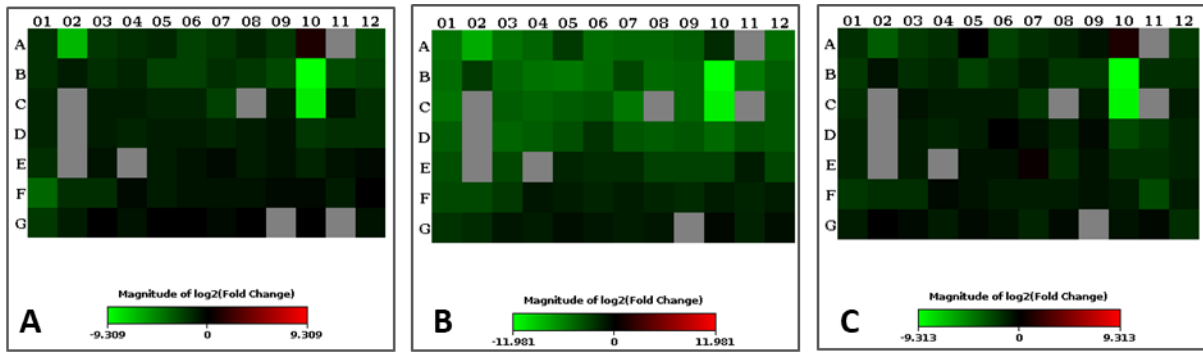 01 02 03 04 05 06 07 08 09 10 11 12
A
B
C
D
E
F
G
Magnitude of log2(Fold Change)
-9.309 0 9.309
A
01 02 03 04 05 06 07 08 09 10 11 12
A
B
C
D
E
F
G
Magnitude of log2(Fold Change)
-11.981 0 11.981
B
01 02 03 04 05 06 07 08 09 10 11 12
A
B
C
D
E
F
G
Magnitude of log2(Fold Change)
-9.313 0 9.313
C